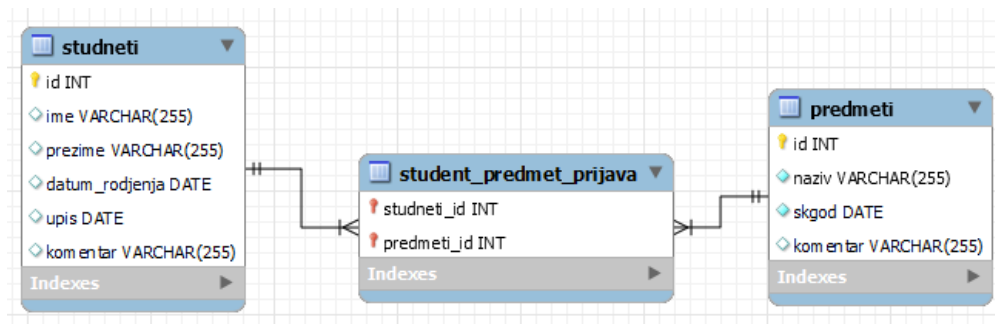 studneti
id INT
ime VARCHAR(255)
prezime VARCHAR(255)
datum_rodjenja DATE
upis DATE
komentar VARCHAR(255)
Indexes
student_predmet_prijava
studneti_id INT
predmeti_id INT
Indexes
predmeti
id INT
naziv VARCHAR(255)
skgod DATE
komentar VARCHAR(255)
Indexes